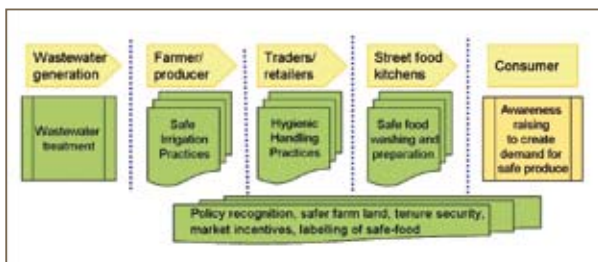 Wastewater
generation
Farmer/
producer
Traders/
retailers
Street food
kitchens
Consumer
Wastewater
treatment
Safe
Irrigation
Practices
Hygienic
Handling
Practices
Safe food
washing and
preparation
Awareness
raising
to create
demand for
safe produce
Policy recognition, safer farm land, tenure security,
market incentives, labelling of safe-food